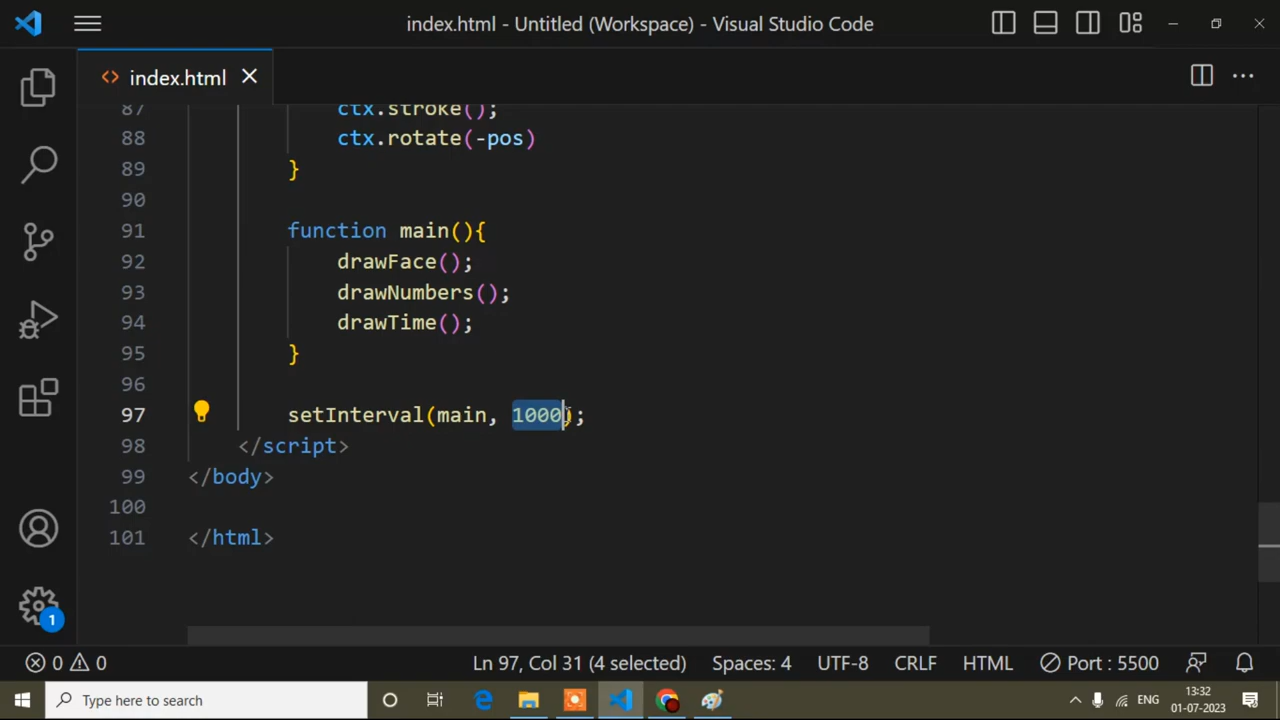 index.html - Untitled (Workspace) - Visual Studio Code
<> index.html
87 ctx.stroke();
88 ctx.rotate(-pos)
89 }
90
91 function main(){
92 drawFace();
93 drawNumbers();
94 drawTime();
95 }
96
97 setInterval(main, 1000);
98 </script>
99 </body>
100
101 </html>
1
0 0 Ln 97, Col 31 (4 selected) Spaces: 4 UTF-8 CRLF HTML Port : 5500
Type here to search ENG 13:32
01-07-2023